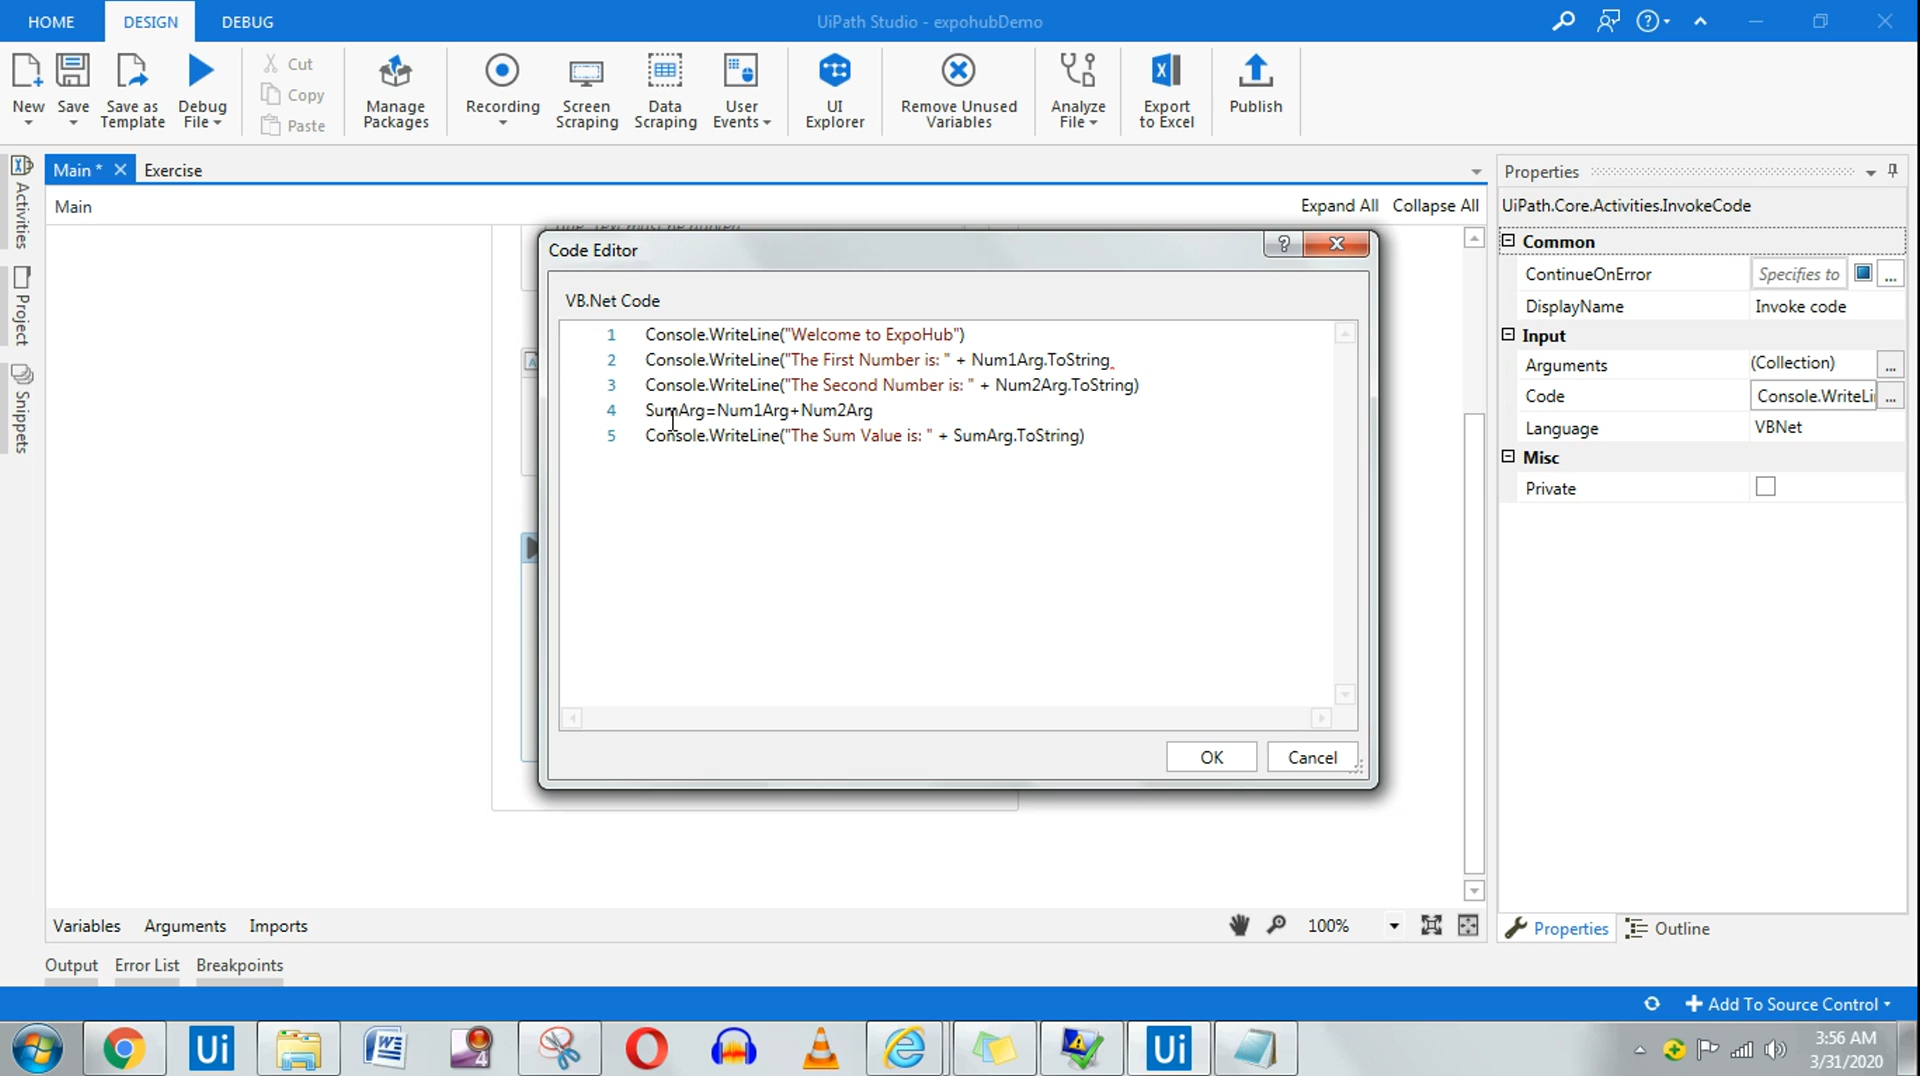 HOME
DESIGN
DEBUG
UiPath Studio - expohubDemo
New
Save
Save as
Template
Debug
File
Cut
Copy
Paste
Manage
Packages
Recording
Screen
Scraping
Data
Scraping
User
Events
UI
Explorer
Remove Unused
Variables
Analyze
File
Export
to Excel
Publish
Activities
Project
Snippets
Main *
Exercise
Main
Expand All
Collapse All
Code Editor
VB.Net Code
1 Console.WriteLine("Welcome to ExpoHub")
2 Console.WriteLine("The First Number is: " + Num1Arg.ToString
3 Console.WriteLine("The Second Number is: " + Num2Arg.ToString)
4 SumArg=Num1Arg+Num2Arg
5 Console.WriteLine("The Sum Value is: " + SumArg.ToString)
OK
Cancel
Properties
UiPath.Core.Activities.InvokeCode
Common
ContinueOnError Specifies to ...
DisplayName Invoke code
Input
Arguments (Collection) ...
Code Console.WriteLi ...
Language VBNet
Misc
Private
Variables
Arguments
Imports
100%
Properties
Outline
Output
Error List
Breakpoints
Add To Source Control
Ui
W
4
Ui
3:56 AM
3/31/2020